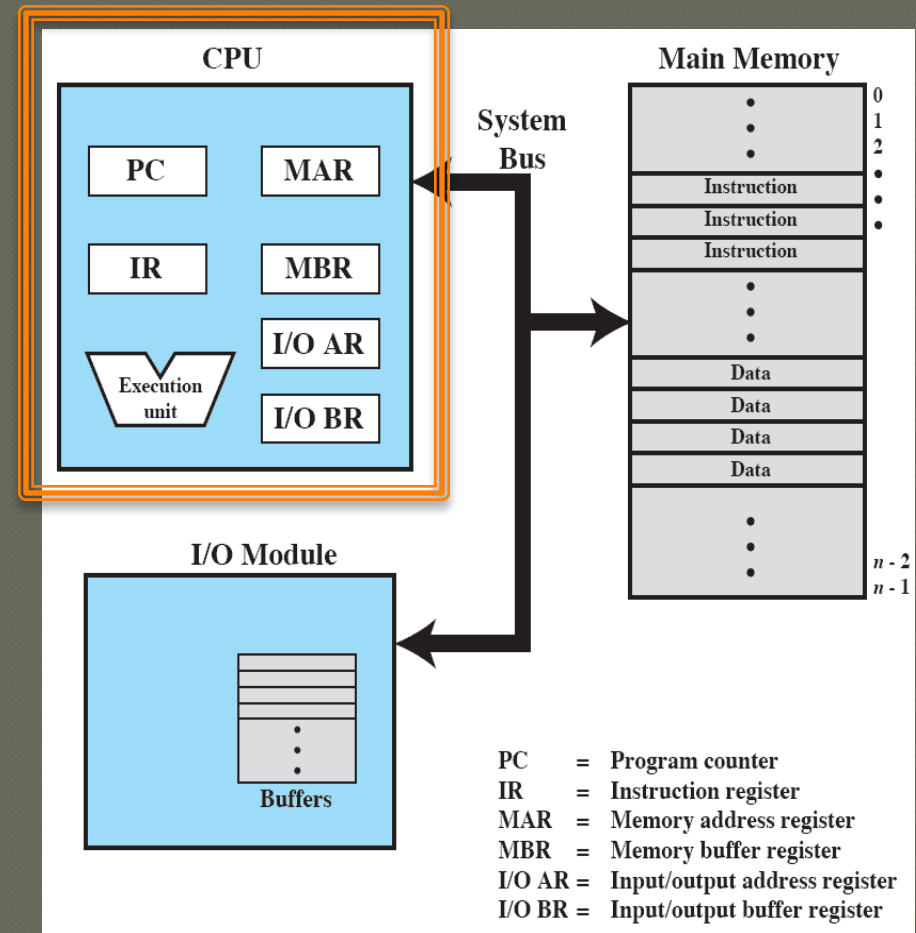 CPU
PC
MAR
IR
MBR
I/O AR
Execution
unit
I/O BR
System
Bus
Main Memory
0
1
2
Instruction
Instruction
Instruction
Data
Data
Data
Data
n - 2
n - 1
I/O Module
Buffers
PC = Program counter
IR = Instruction register
MAR = Memory address register
MBR = Memory buffer register
I/O AR = Input/output address register
I/O BR = Input/output buffer register